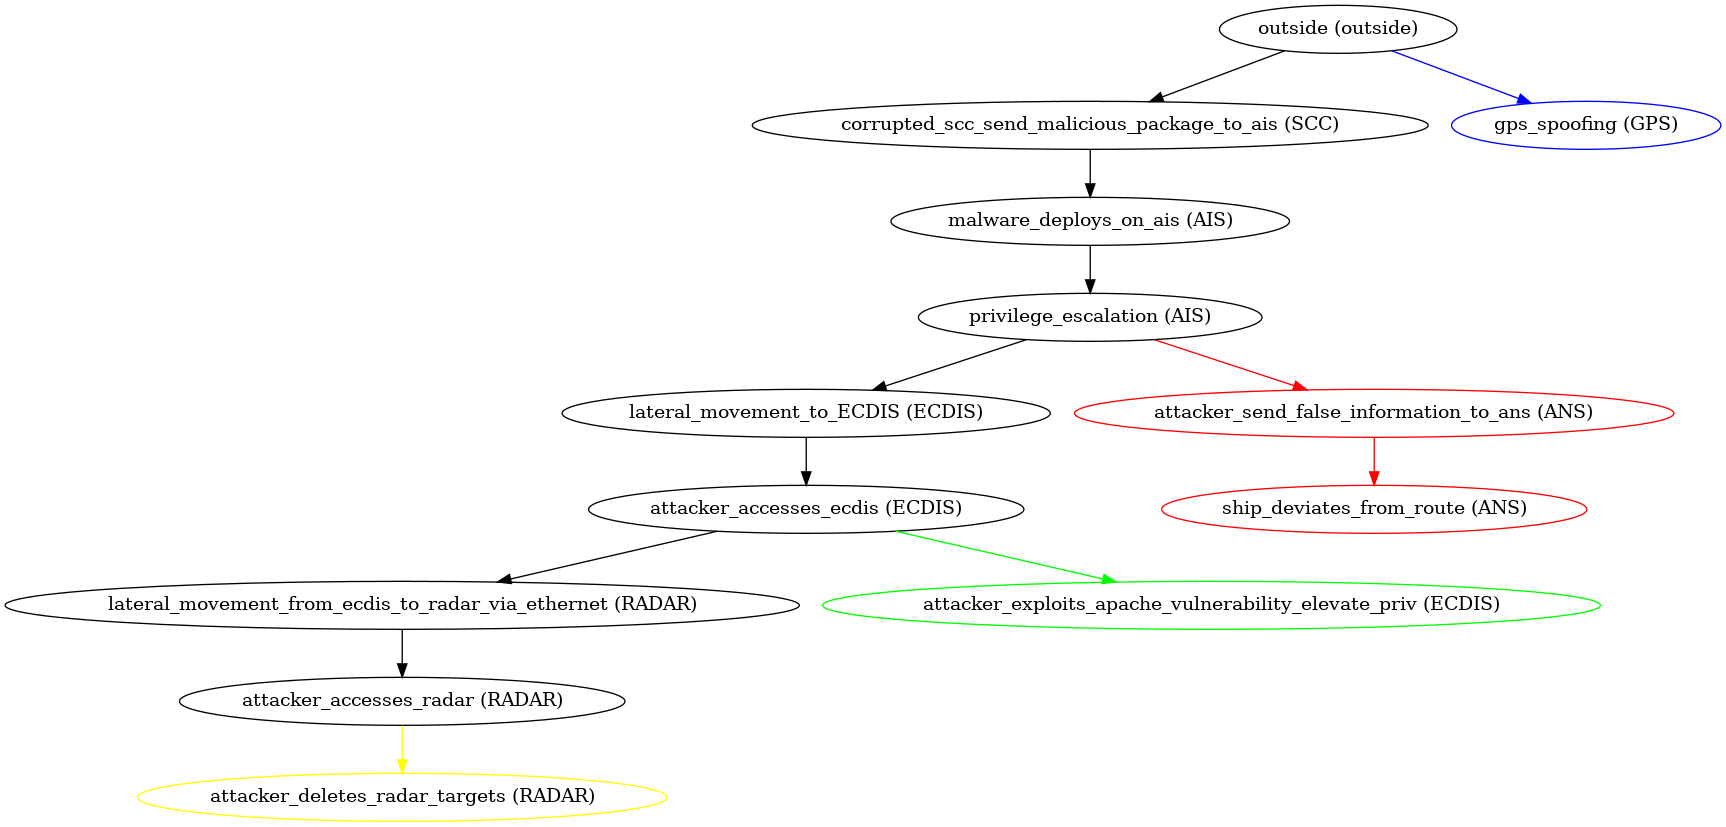 outside (outside)
corrupted_scc_send_malicious_package_to_ais (SCC)
gps_spoofing (GPS)
malware_deploys_on_ais (AIS)
privilege_escalation (AIS)
lateral_movement_to_ECDIS (ECDIS)
attacker_send_false_information_to_ans (ANS)
attacker_accesses_ecdis (ECDIS)
ship_deviates_from_route (ANS)
lateral_movement_from_ecdis_to_radar_via_ethernet (RADAR)
attacker_exploits_apache_vulnerability_elevate_priv (ECDIS)
attacker_accesses_radar (RADAR)
attacker_deletes_radar_targets (RADAR)